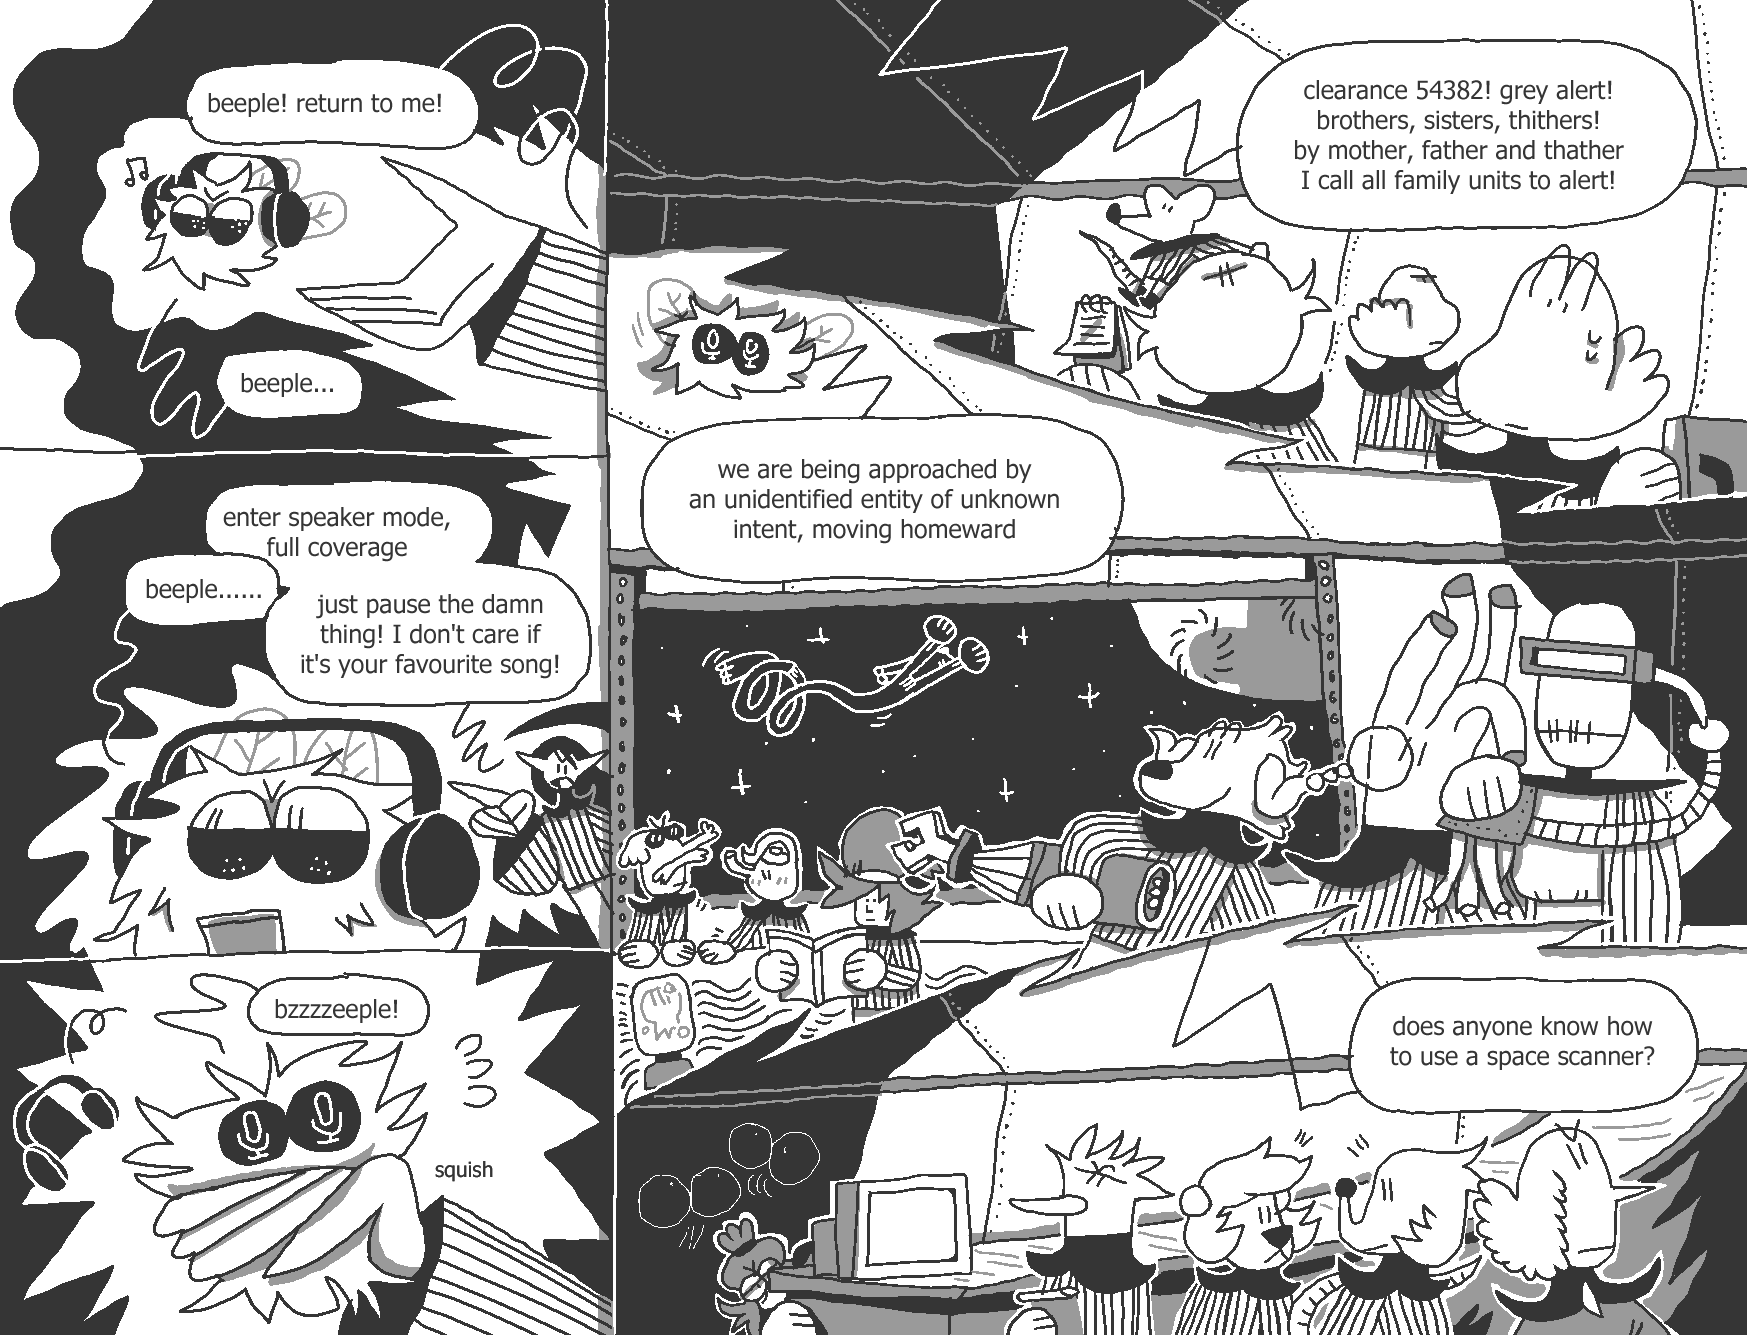 beeple! return to me!
beeple...
enter speaker mode,
full coverage
beeple......
just pause the damn
thing! I don't care if
it's your favourite song!
bzzzzeeple!
squish
clearance 54382! grey alert!
brothers, sisters, thithers!
by mother, father and thather
I call all family units to alert!
we are being approached by
an unidentified entity of unknown
intent, moving homeward
does anyone know how
to use a space scanner?